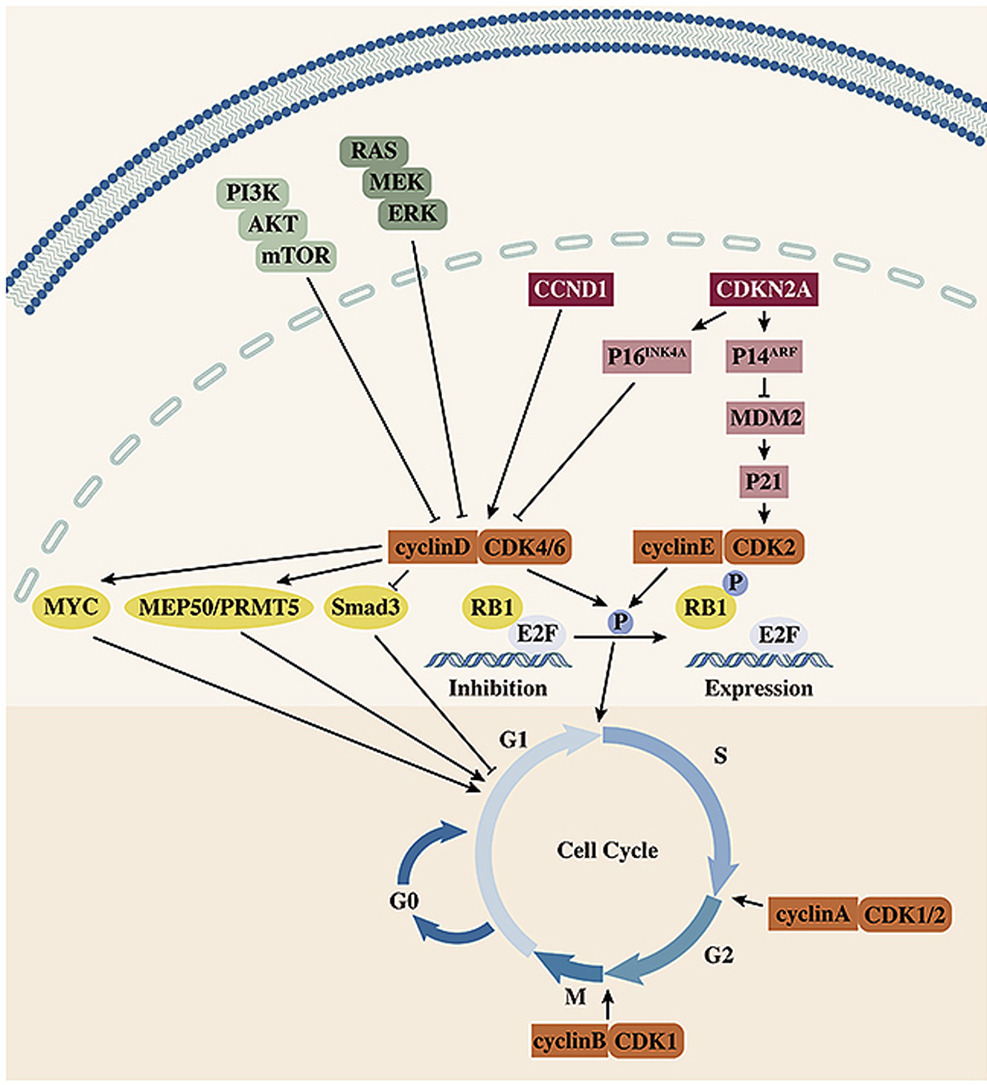 RAS
MEK
ERK
PI3K
AKT
mTOR
CCND1
CDKN2A
P16INK4A
P14ARF
MDM2
P21
cyclinD CDK4/6
cyclinE CDK2
MYC
MEP50/PRMT5
Smad3
RB1
E2F
P
RB1
P
E2F
Inhibition
Expression
G1
S
Cell Cycle
G0
G2
M
cyclinA CDK1/2
cyclinB CDK1